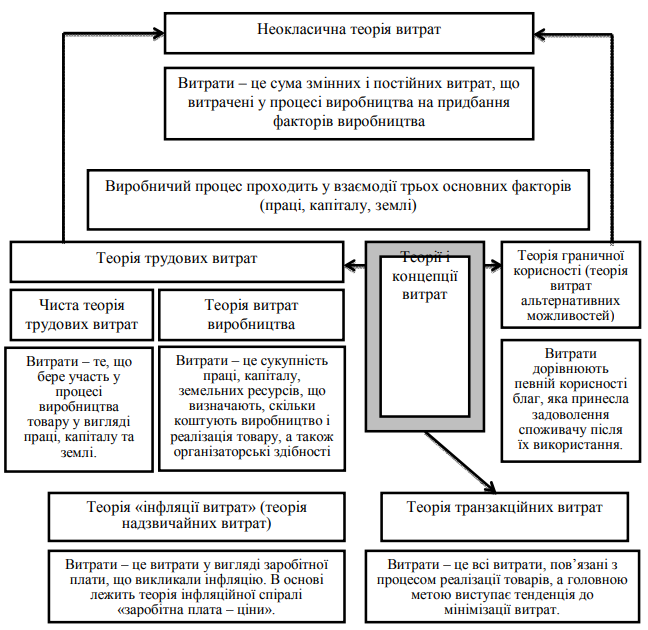 Неокласична теорія витрат
Витрати – це сума змінних і постійних витрат, що
витрачені у процесі виробництва на придбання
факторів виробництва
Виробничий процес проходить у взаємодії трьох основних факторів
(праці, капіталу, землі)
Теорія трудових витрат
Теорії і
концепції
витрат
Теорія граничної
корисності (теорія
витрат
альтернативних
можливостей)
Чиста теорія
трудових витрат
Теорія витрат
виробництва
Витрати – те, що
бере участь у
процесі
виробництва
товару у вигляді
праці, капіталу та
землі.
Витрати – це сукупність
праці, капіталу,
земельних ресурсів, що
визначають, скільки
коштують виробництво і
реалізація товару, а також
організаторські здібності
Витрати
дорівнюють
певній корисності
благ, яка принесла
задоволення
споживачу після
їх використання.
Теорія «інфляції витрат» (теорія
надзвичайних витрат)
Теорія транзакційних витрат
Витрати – це витрати у вигляді заробітної
плати, що викликали інфляцію. В основі
лежить теорія інфляційної спіралі
«заробітна плата – ціни».
Витрати – це всі витрати, пов’язані з
процесом реалізації товарів, а головною
метою виступає тенденція до
мінімізації витрат.